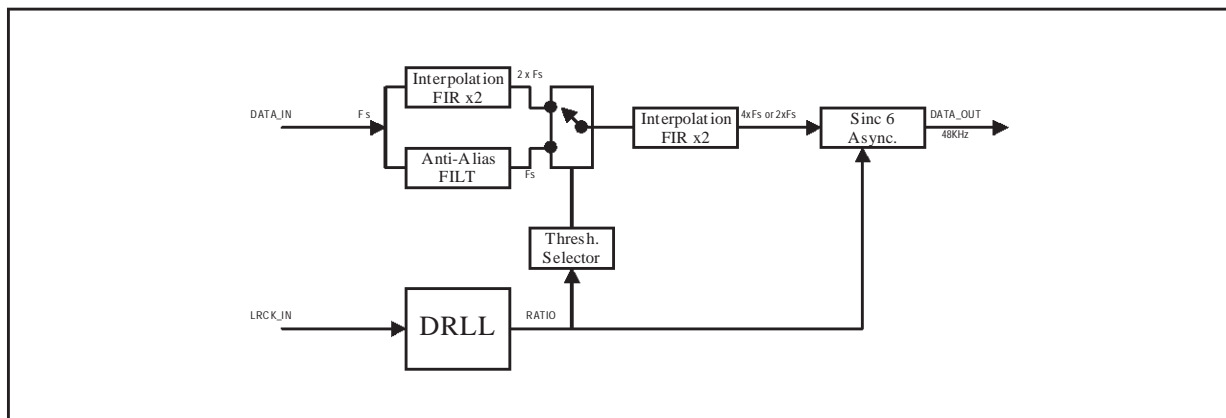 Interpolation
FIR x2
2 x Fs
DATA_IN
Fs
Anti-Alias
FILT
Fs
Interpolation
FIR x2
4xFs or 2xFs
Sinc 6
Async.
DATA_OUT
48KHz
Thresh.
Selector
LRCK_IN
DRLL
RATIO